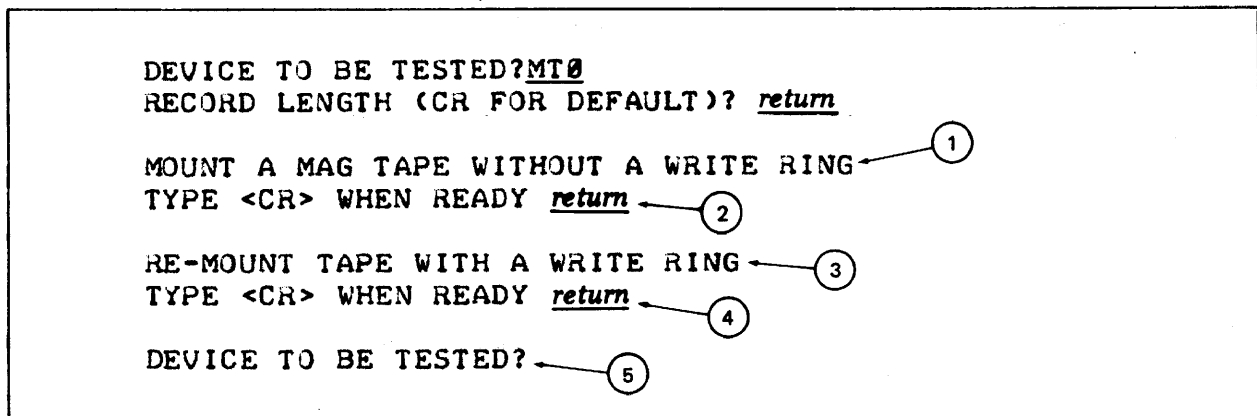 DEVICE TO BE TESTED?MT0
RECORD LENGTH (CR FOR DEFAULT)? return
MOUNT A MAG TAPE WITHOUT A WRITE RING 1
TYPE <CR> WHEN READY return 2
RE-MOUNT TAPE WITH A WRITE RING 3
TYPE <CR> WHEN READY return 4
DEVICE TO BE TESTED? 5